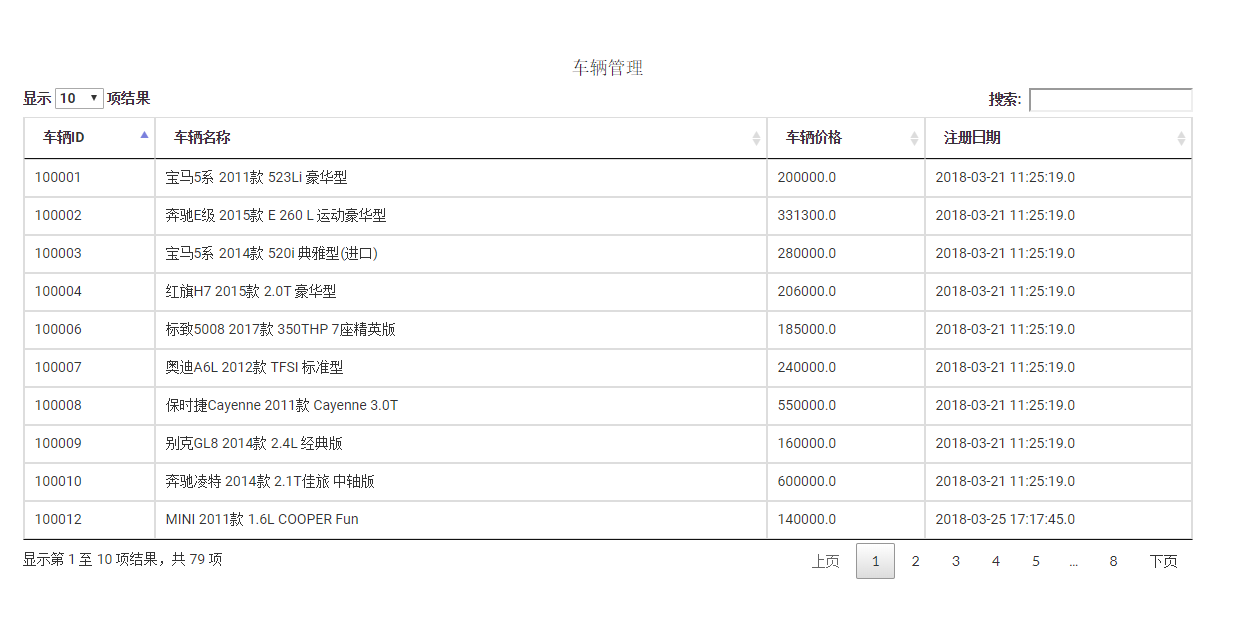 车辆管理
显示 10 项结果 搜索:
车辆ID 车辆名称 车辆价格 注册日期
100001 宝马5系 2011款 523Li 豪华型 200000.0 2018-03-21 11:25:19.0
100002 奔驰E级 2015款 E 260 L 运动豪华型 331300.0 2018-03-21 11:25:19.0
100003 宝马5系 2014款 520i 典雅型(进口) 280000.0 2018-03-21 11:25:19.0
100004 红旗H7 2015款 2.0T 豪华型 206000.0 2018-03-21 11:25:19.0
100006 标致5008 2017款 350THP 7座精英版 185000.0 2018-03-21 11:25:19.0
100007 奥迪A6L 2012款 TFSI 标准型 240000.0 2018-03-21 11:25:19.0
100008 保时捷Cayenne 2011款 Cayenne 3.0T 550000.0 2018-03-21 11:25:19.0
100009 别克GL8 2014款 2.4L 经典版 160000.0 2018-03-21 11:25:19.0
100010 奔驰凌特 2014款 2.1T佳旅 中轴版 600000.0 2018-03-21 11:25:19.0
100012 MINI 2011款 1.6L COOPER Fun 140000.0 2018-03-25 17:17:45.0
显示第 1 至 10 项结果，共 79 项 上页 1 2 3 4 5 ... 8 下页